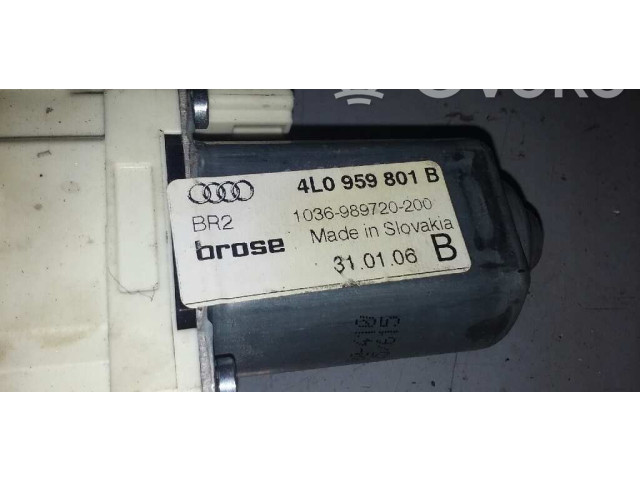 4L0 959 801 B
BR2
1036-989720-200
brose
Made in Slovakia
31.01.06
B